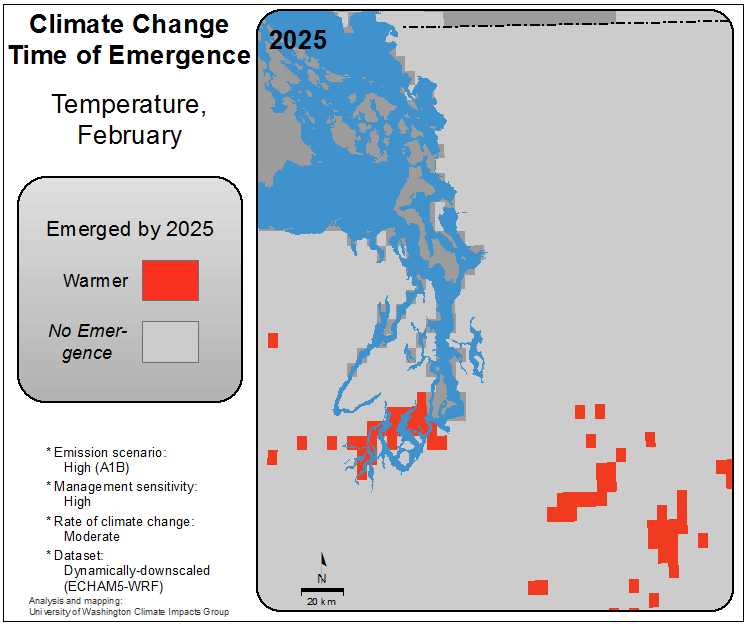 Climate Change
Time of Emergence
Temperature,
February
Emerged by 2025
Warmer
No Emer-
gence
* Emission scenario:
High (A1B)
* Management sensitivity:
High
* Rate of climate change:
Moderate
* Dataset:
Dynamically-downscaled
(ECHAM5-WRF)
Analysis and mapping:
University of Washington Climate Impacts Group
2025
N
20 km